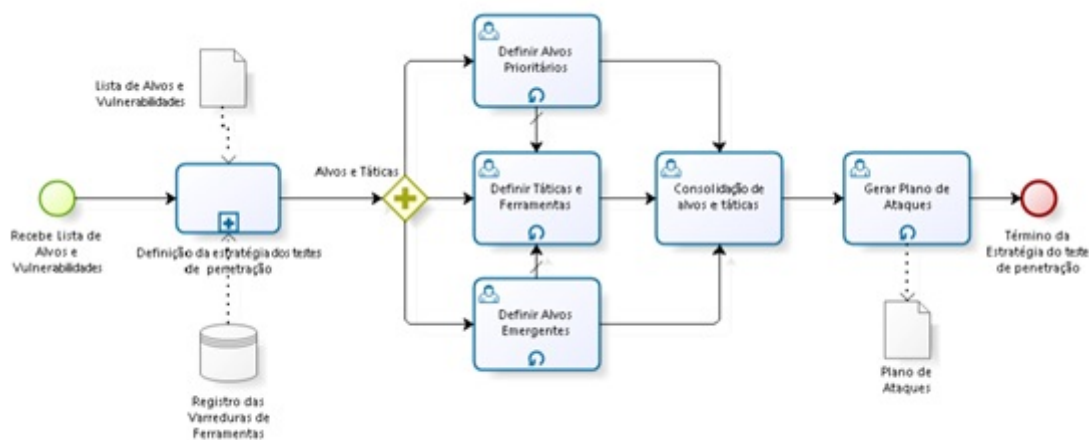 Lista de Alvos e
Vulnerabilidades
Recebe Lista de
Alvos e
Vulnerabilidades
Definição da estratégia dos testes
de penetração
Registro das
Varreduras de
Ferramentas
Alvos e Táticas
Definir Alvos
Prioritários
Definir Táticas e
Ferramentas
Definir Alvos
Emergentes
Consolidação de
alvos e táticas
Gerar Plano de
Ataques
Plano de
Ataques
Término da
Estratégia do teste
de penetração